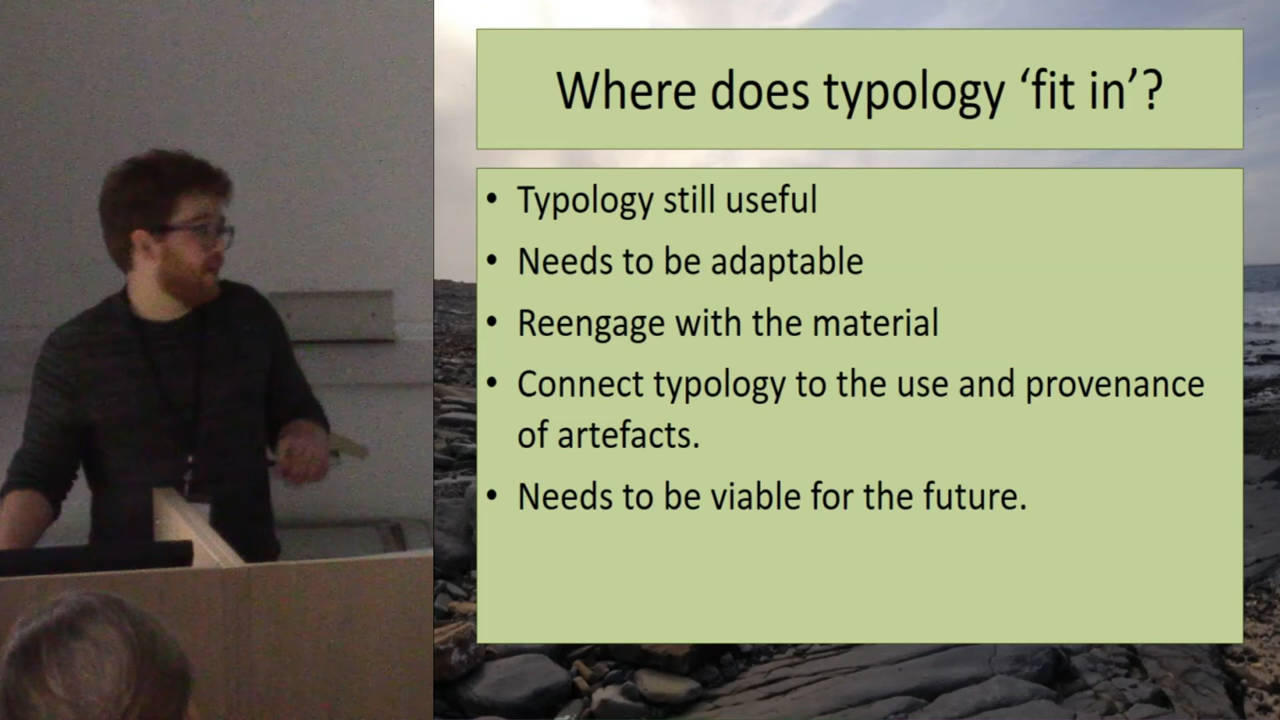 Where does typology ‘fit in’?
• Typology still useful
• Needs to be adaptable
• Reengage with the material
• Connect typology to the use and provenance
of artefacts.
• Needs to be viable for the future.